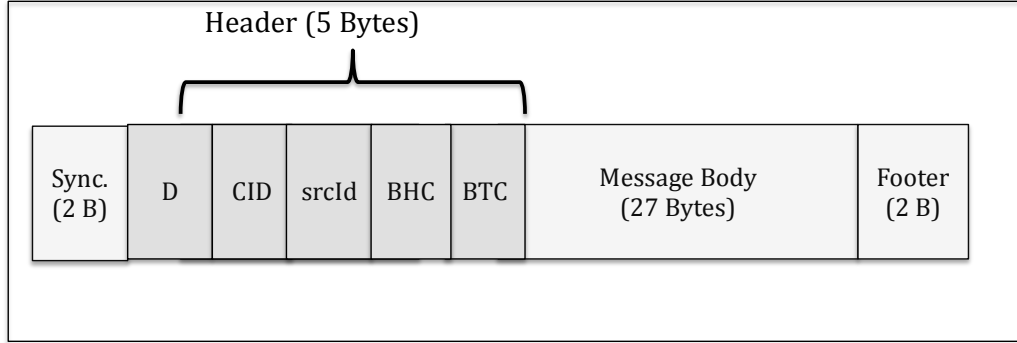 Header (5 Bytes)
Sync.
(2 B)
D
CID
srcId
BHC
BTC
Message Body
(27 Bytes)
Footer
(2 B)